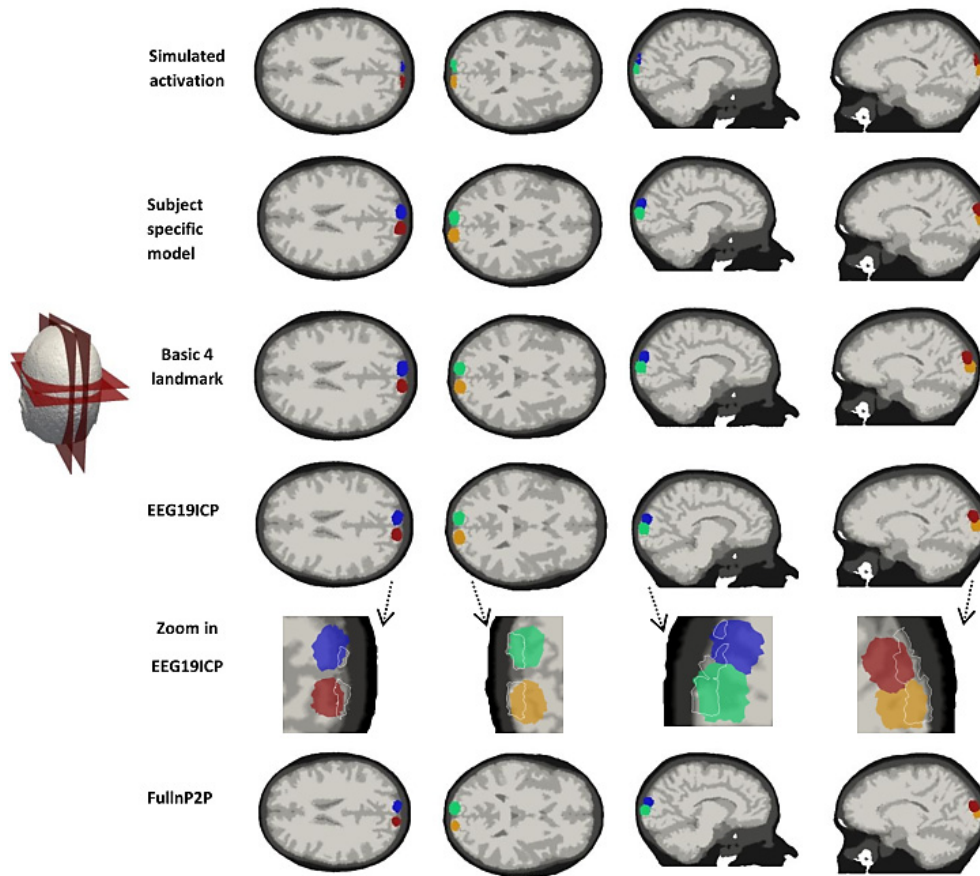 Simulated
activation
Subject
specific
model
Basic 4
landmark
EEG19ICP
Zoom in
EEG19ICP
FullnP2P